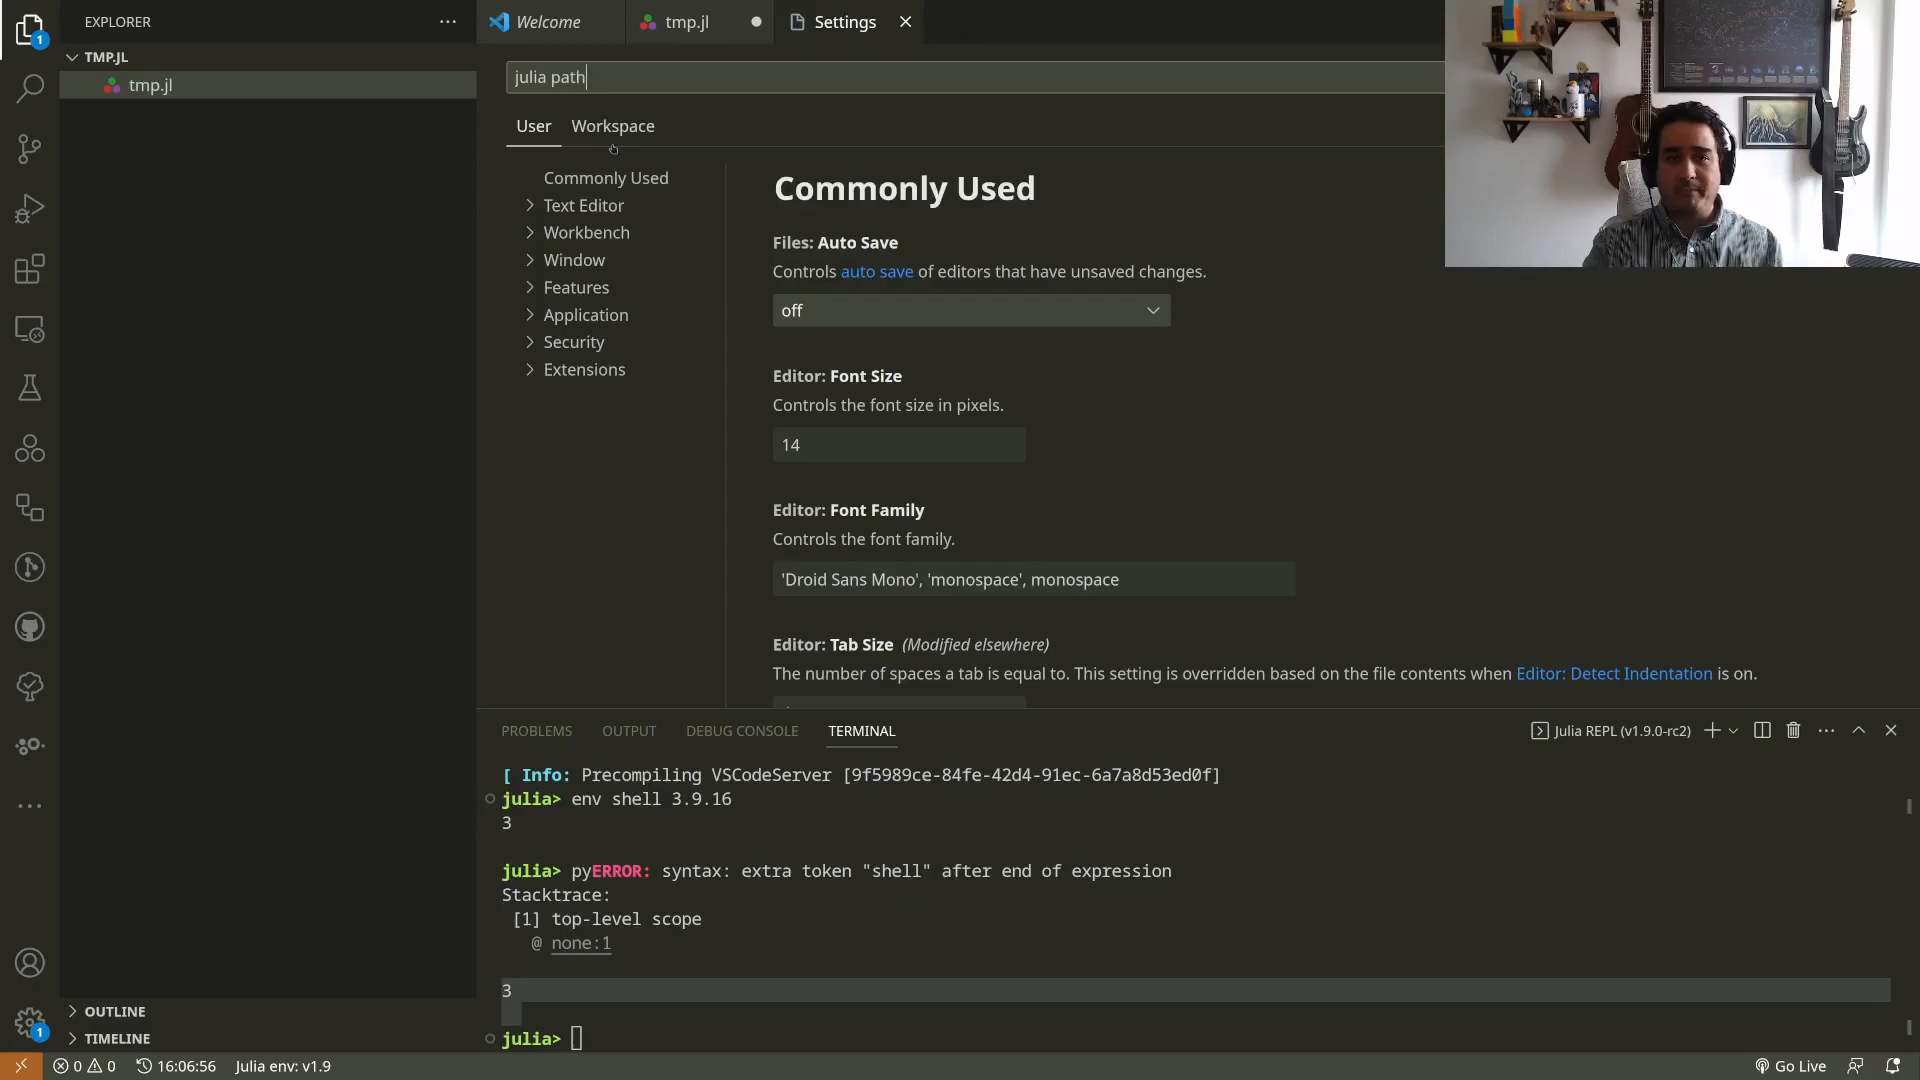 EXPLORER
Welcome
tmp.jl
Settings
1
TMP.JL
tmp.jl
julia path
User
Workspace
Commonly Used
Text Editor
Workbench
Window
Features
Application
Security
Extensions
Commonly Used
Files: Auto Save
Controls auto save of editors that have unsaved changes.
off
Editor: Font Size
Controls the font size in pixels.
14
Editor: Font Family
Controls the font family.
'Droid Sans Mono', 'monospace', monospace
Editor: Tab Size (Modified elsewhere)
The number of spaces a tab is equal to. This setting is overridden based on the file contents when Editor: Detect Indentation is on.
PROBLEMS
OUTPUT
DEBUG CONSOLE
TERMINAL
Julia REPL (v1.9.0-rc2)
[ Info: Precompiling VSCodeServer [9f5989ce-84fe-42d4-91ec-6a7a8d53ed0f]
julia> env shell 3.9.16
3
julia> pyERROR: syntax: extra token "shell" after end of expression
Stacktrace:
[1] top-level scope
@ none:1
3
julia>
OUTLINE
TIMELINE
1
0
0
16:06:56
Julia env: v1.9
Go Live